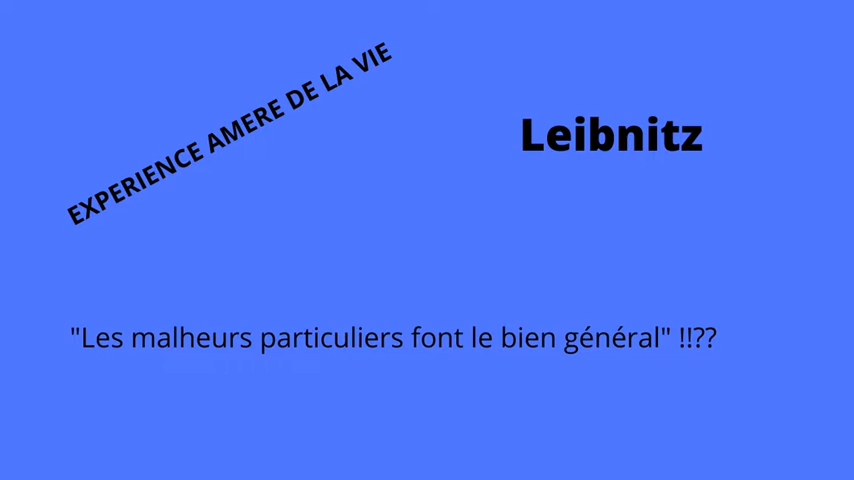 EXPERIENCE AMERE DE LA VIE
Leibnitz
"Les malheurs particuliers font le bien général" !!??